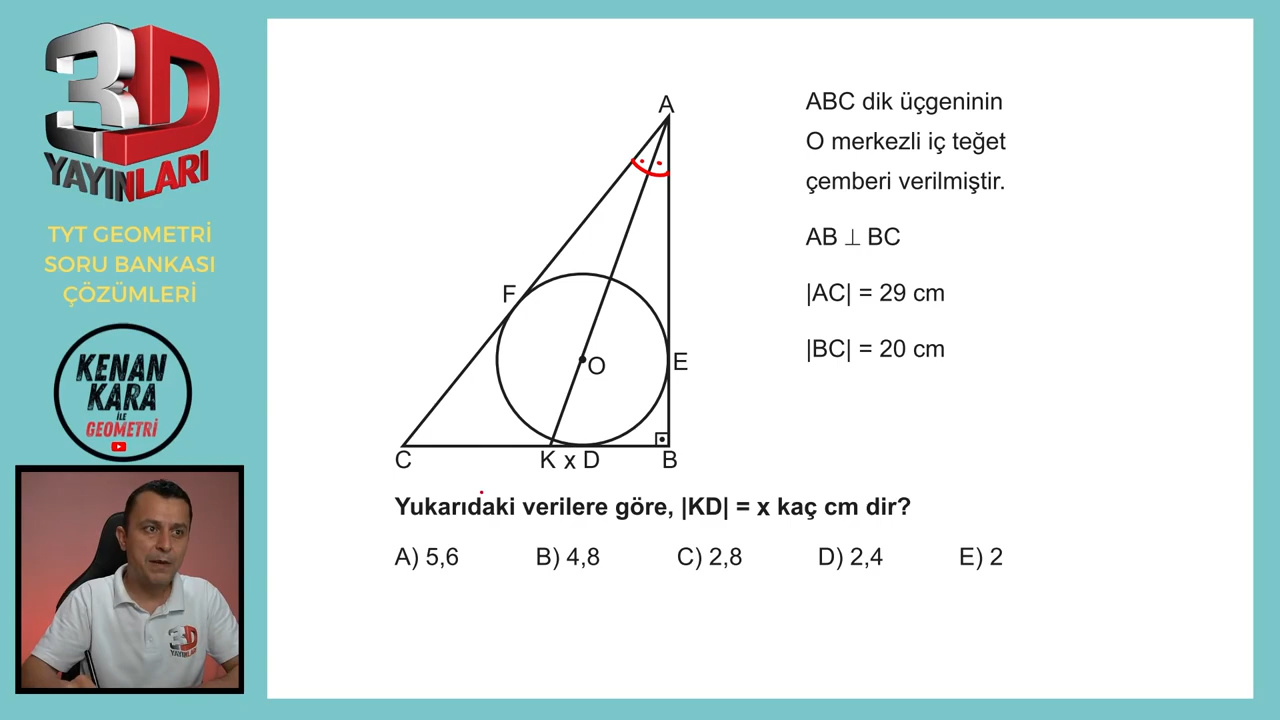 3D
YAYINLARI
TYT GEOMETRİ
SORU BANKASI
ÇÖZÜMLERİ
KENAN
KARA
İLE
GEOMETRİ
3D
YAYINLARI
A
F
O
E
C
K x D
B
ABC dik üçgeninin
O merkezli iç teğet
çemberi verilmiştir.
AB ⊥ BC
|AC| = 29 cm
|BC| = 20 cm
Yukarıdaki verilere göre, |KD| = x kaç cm dir?
A) 5,6 B) 4,8 C) 2,8 D) 2,4 E) 2